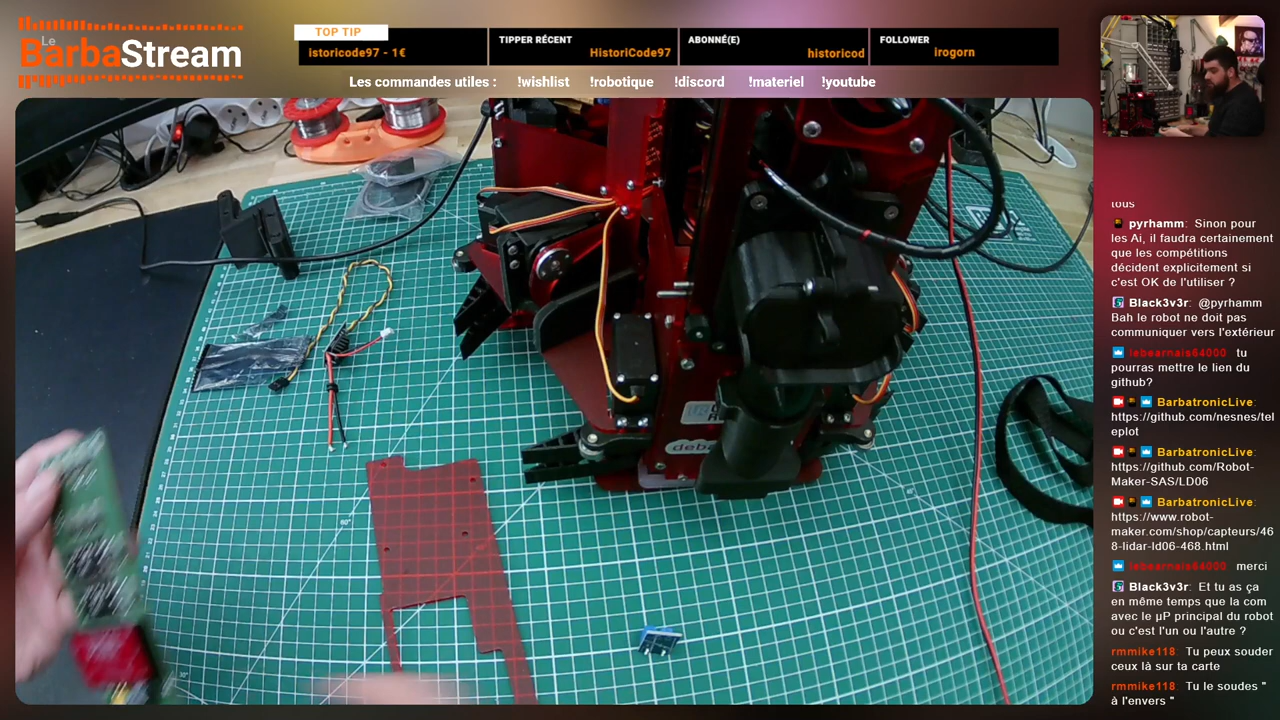 Le
BarbaStream
TOP TIP
istoricode97 - 1€
TIPPER RÉCENT
HistoriCode97
ABONNÉ(E)
historicod
FOLLOWER
irogorn
Les commandes utiles : !wishlist !robotique !discord !materiel !youtube
tous
pyrhamm: Sinon pour
les Ai, il faudra certainement
que les compétitions
décident explicitement si
c'est OK de l'utiliser ?
Black3v3r: @pyrhamm
Bah le robot ne doit pas
communiquer vers l'extérieur
lebearnais64000 tu
pourras mettre le lien du
github?
BarbatronicLive:
https://github.com/nesnes/tel
eplot
BarbatronicLive:
https://github.com/Robot-
Maker-SAS/LD06
BarbatronicLive:
https://www.robot-
maker.com/shop/capteurs/46
8-lidar-ld06-468.html
lebearnais64000 merci
Black3v3r: Et tu as ça
en même temps que la com
avec le µP principal du robot
ou c'est l'un ou l'autre ?
rmmike118: Tu peux souder
ceux là sur ta carte
rmmike118: Tu le soudes "
à l'envers "